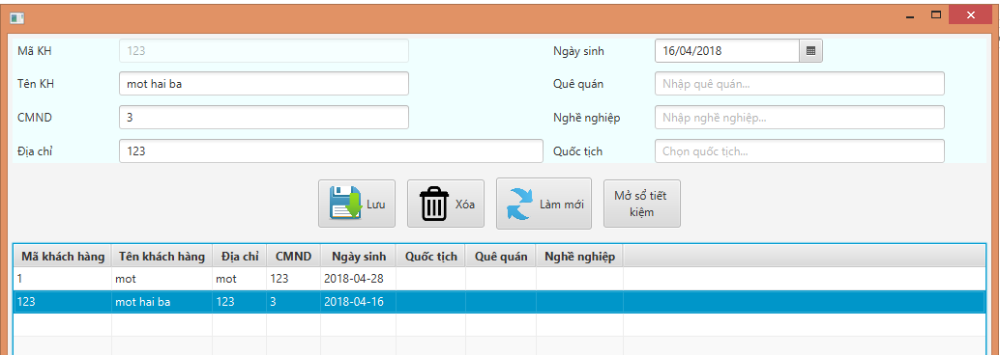 Mã KH 123 Ngày sinh 16/04/2018
Tên KH mot hai ba Quê quán Nhập quê quán...
CMND 3 Nghề nghiệp Nhập nghề nghiệp...
Địa chỉ 123 Quốc tịch Chọn quốc tịch...
Lưu Xóa Làm mới Mở sổ tiết
kiệm
Mã khách hàng Tên khách hàng Địa chỉ CMND Ngày sinh Quốc tịch Quê quán Nghề nghiệp
1 mot mot 123 2018-04-28
123 mot hai ba 123 3 2018-04-16